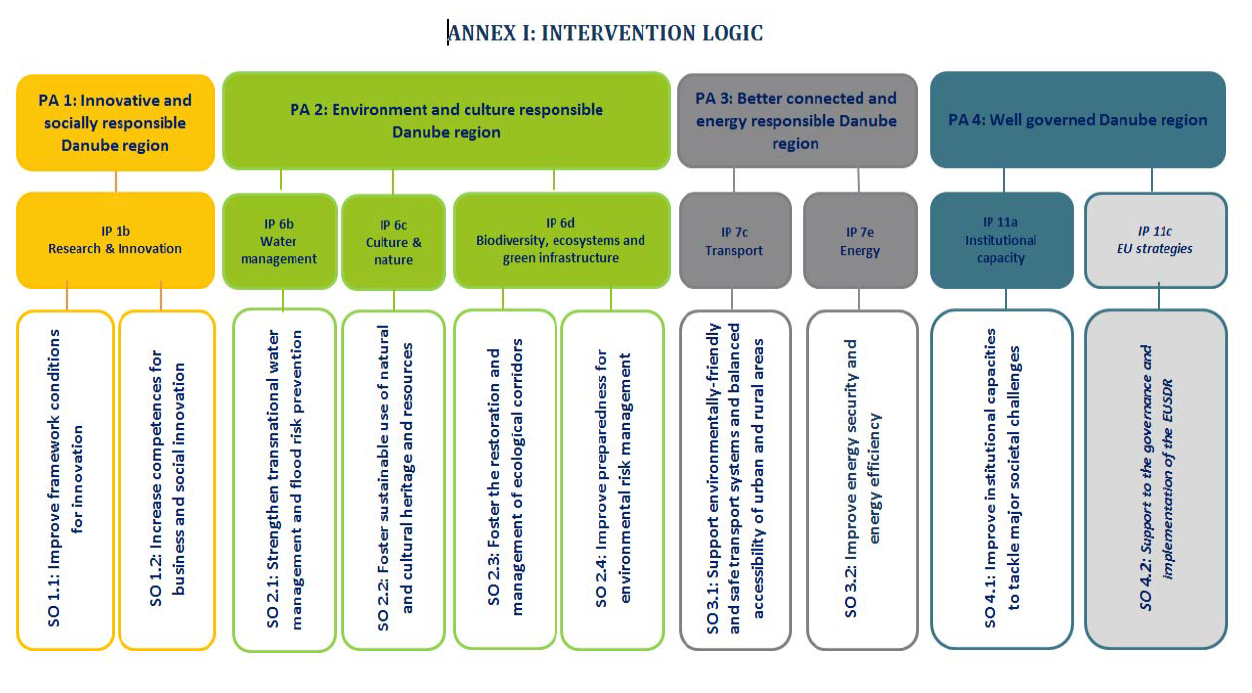 ANNEX I: INTERVENTION LOGIC
PA 1: Innovative and
socially responsible
Danube region
PA 2: Environment and culture responsible
Danube region
PA 3: Better connected and
energy responsible Danube
region
PA 4: Well governed Danube region
IP 1b
Research & Innovation
IP 6b
Water
management
IP 6c
Culture &
nature
IP 6d
Biodiversity, ecosystems and
green infrastructure
IP 7c
Transport
IP 7e
Energy
IP 11a
Institutional
capacity
IP 11c
EU strategies
SO 1.1: Improve framework conditions
for innovation
SO 1.2: Increase competences for
business and social innovation
SO 2.1: Strengthen transnational water
management and flood risk prevention
SO 2.2: Foster sustainable use of natural
and cultural heritage and resources
SO 2.3: Foster the restoration and
management of ecological corridors
SO 2.4: Improve preparedness for
environmental risk management
SO 3.1: Support environmentally-friendly
and safe transport systems and balanced
accessibility of urban and rural areas
SO 3.2: Improve energy security and
energy efficiency
SO 4.1: Improve institutional capacities
to tackle major societal challenges
SO 4.2: Support to the governance and
implementation of the EUSDR